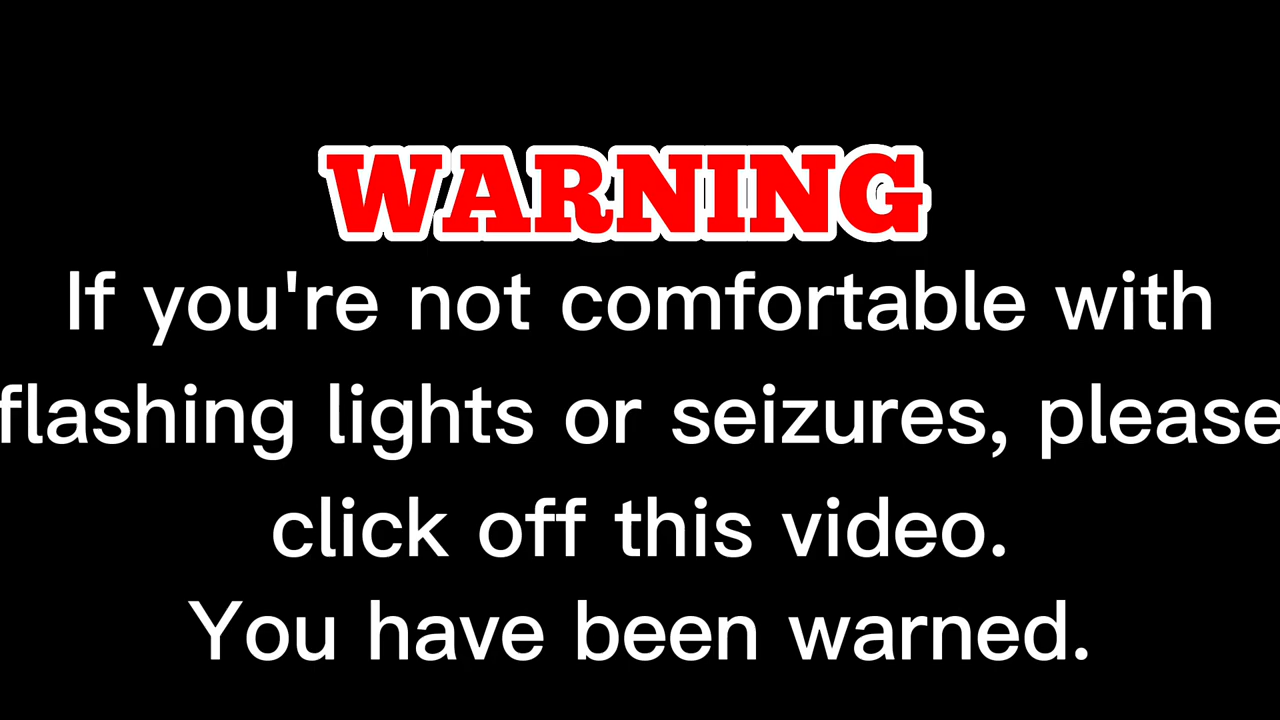 WARNING
If you're not comfortable with
flashing lights or seizures, please
click off this video.
You have been warned.